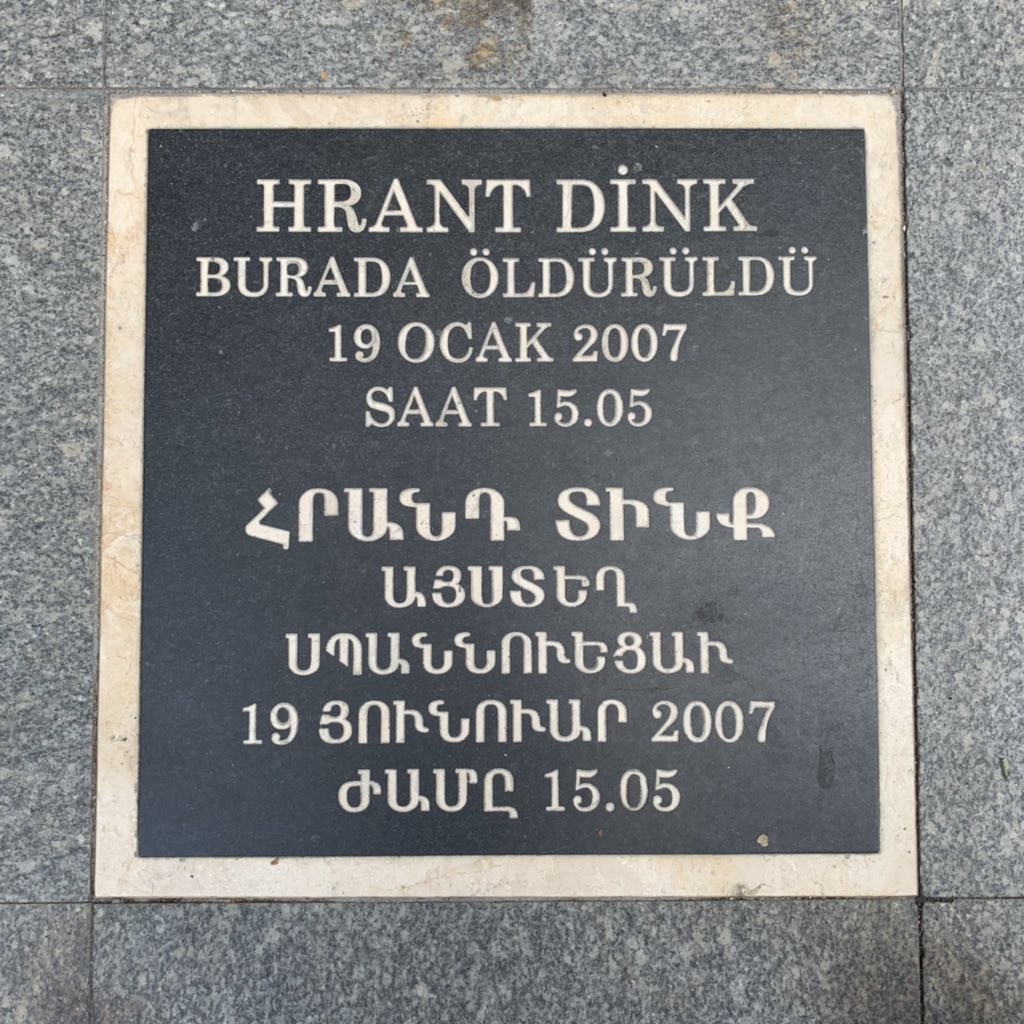 HRANT DİNK
BURADA ÖLDÜRÜLDÜ
19 OCAK 2007
SAAT 15.05
ՀՐԱՆԴ ՏԻՆՔ
ԱՅՍՏԵՂ
ՍՊԱՆՆՈՒԵՑԱՒ
19 ՅՈՒՆՈՒԱՐ 2007
ԺԱՄԸ 15.05